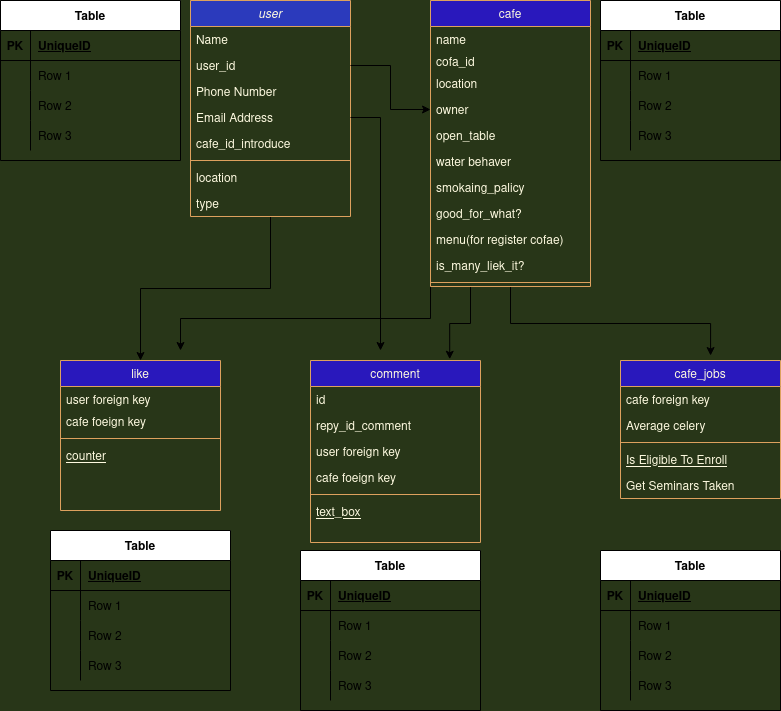 Table
PK UniqueID
Row 1
Row 2
Row 3
user
Name
user_id
Phone Number
Email Address
cafe_id_introduce
location
type
cafe
name
cofa_id
location
owner
open_table
water behaver
smokaing_palicy
good_for_what?
menu(for register cofae)
is_many_liek_it?
Table
PK UniqueID
Row 1
Row 2
Row 3
like
user foreign key
cafe foeign key
counter
comment
id
repy_id_comment
user foreign key
cafe foeign key
text_box
cafe_jobs
cafe foreign key
Average celery
Is Eligible To Enroll
Get Seminars Taken
Table
PK UniqueID
Row 1
Row 2
Row 3
Table
PK UniqueID
Row 1
Row 2
Row 3
Table
PK UniqueID
Row 1
Row 2
Row 3